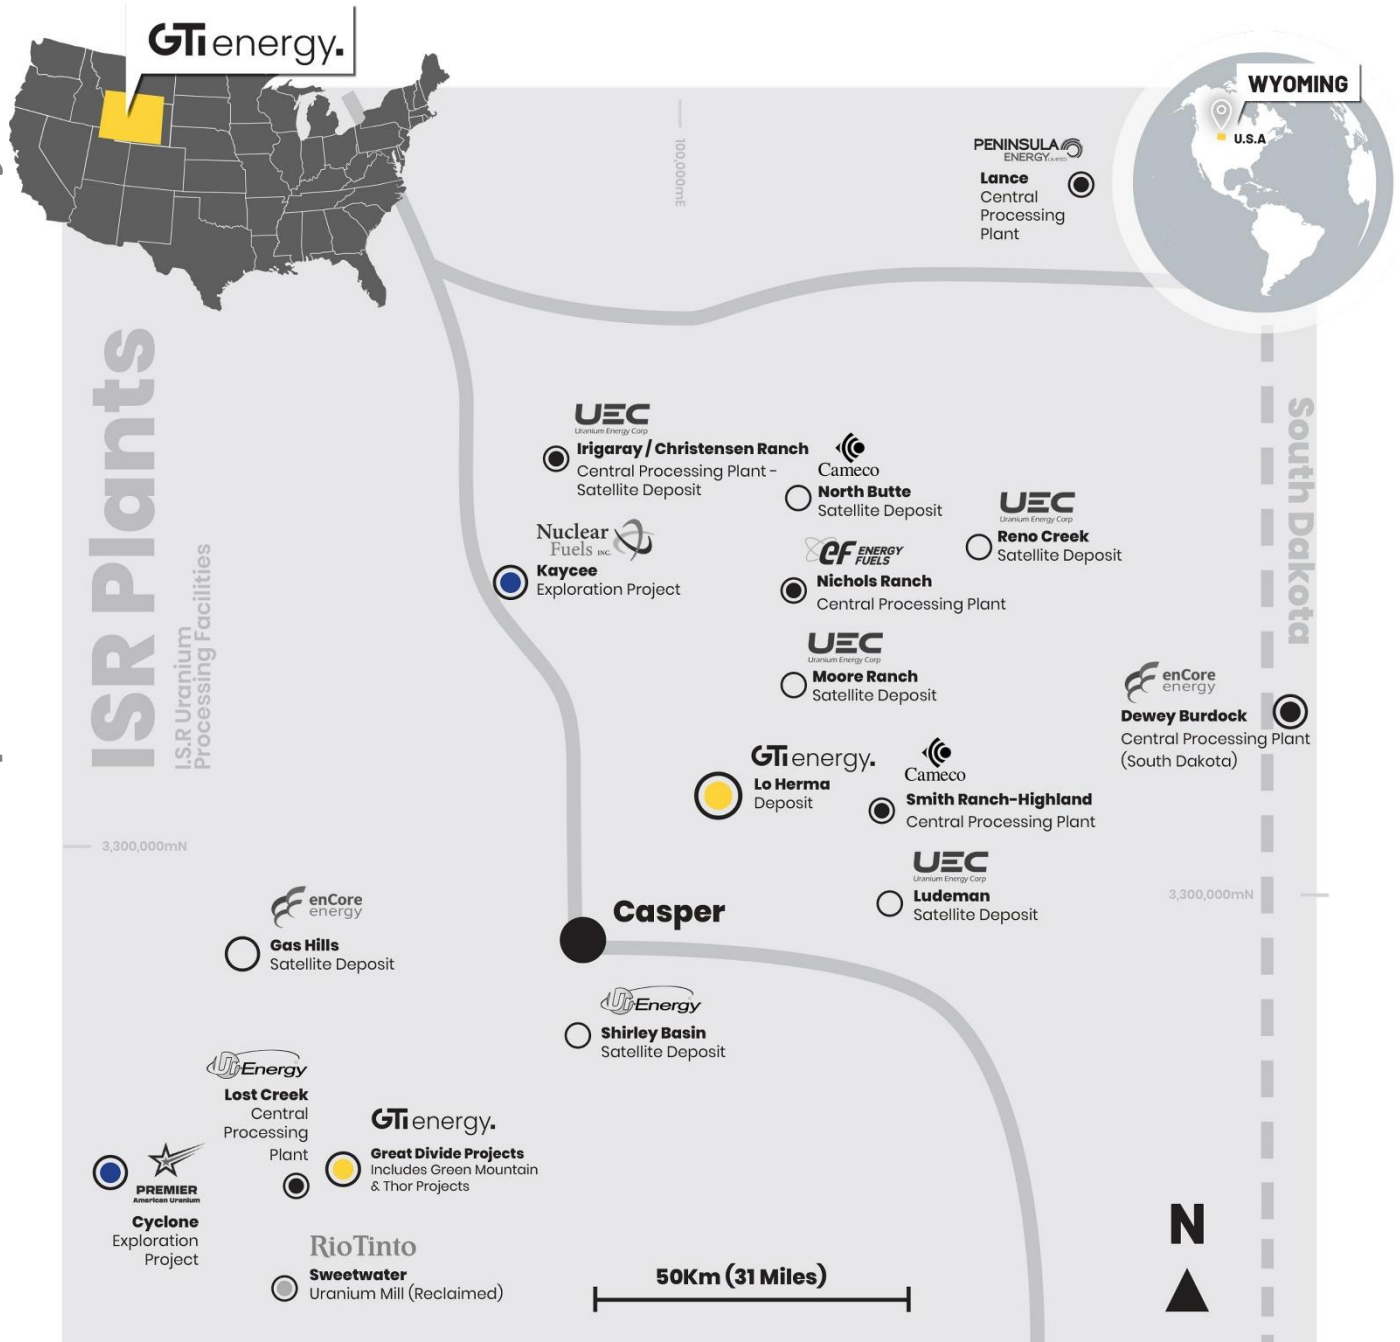 GTi energy.
WYOMING
U.S.A
100,000mE
PENINSULA
ENERGY LIMITED
Lance
Central
Processing
Plant
ISR Plants
I.S.R Uranium
Processing Facilities
South Dakota
UEC
Uranium Energy Corp
Irigaray / Christensen Ranch
Central Processing Plant -
Satellite Deposit
Cameco
North Butte
Satellite Deposit
UEC
Uranium Energy Corp
Reno Creek
Satellite Deposit
Nuclear
Fuels INC.
Kaycee
Exploration Project
eF ENERGY
FUELS
Nichols Ranch
Central Processing Plant
UEC
Uranium Energy Corp
Moore Ranch
Satellite Deposit
enCore
energy
Dewey Burdock
Central Processing Plant
(South Dakota)
GTi energy.
Lo Herma
Deposit
Cameco
Smith Ranch-Highland
Central Processing Plant
3,300,000mN
UEC
Uranium Energy Corp
Ludeman
Satellite Deposit
3,300,000mN
enCore
energy
Gas Hills
Satellite Deposit
Casper
Ur-Energy
Shirley Basin
Satellite Deposit
Ur-Energy
Lost Creek
Central
Processing
Plant
GTi energy.
Great Divide Projects
Includes Green Mountain
& Thor Projects
PREMIER
American Uranium
Cyclone
Exploration
Project
RioTinto
Sweetwater
Uranium Mill (Reclaimed)
50Km (31 Miles)
N